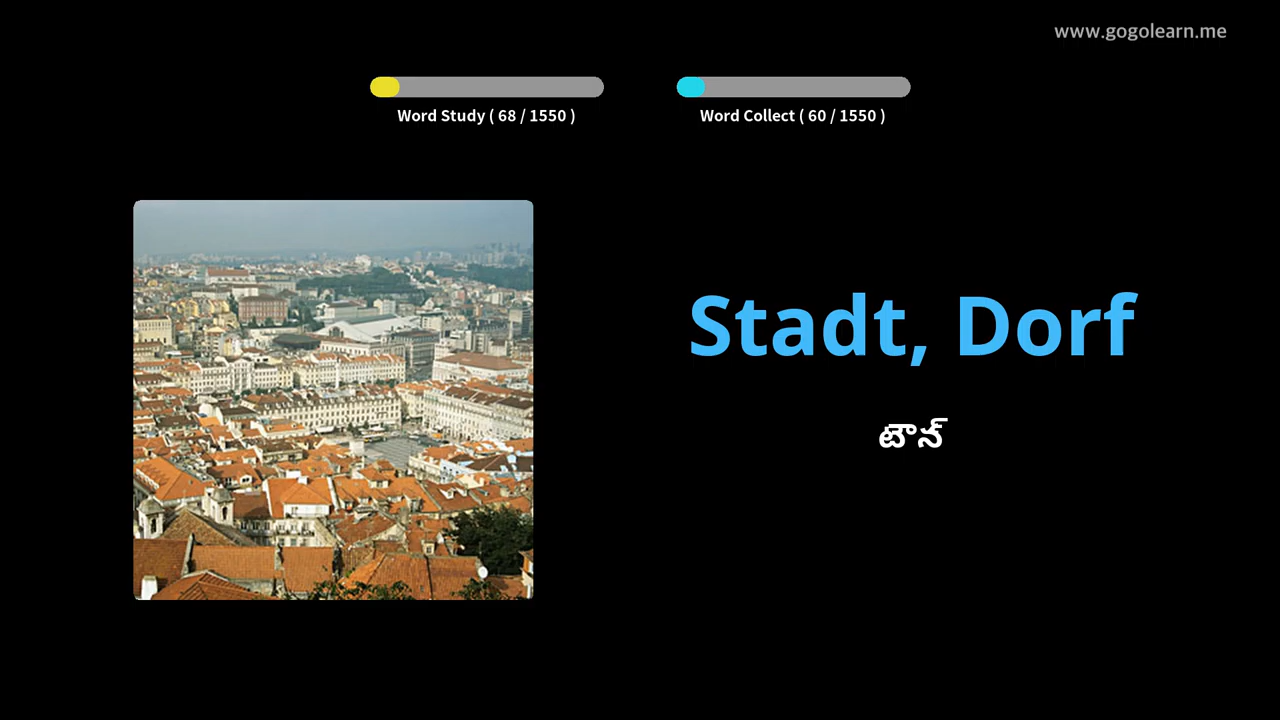 www.gogolearn.me
Word Study ( 68 / 1550 )
Word Collect ( 60 / 1550 )
Stadt, Dorf
టౌన్